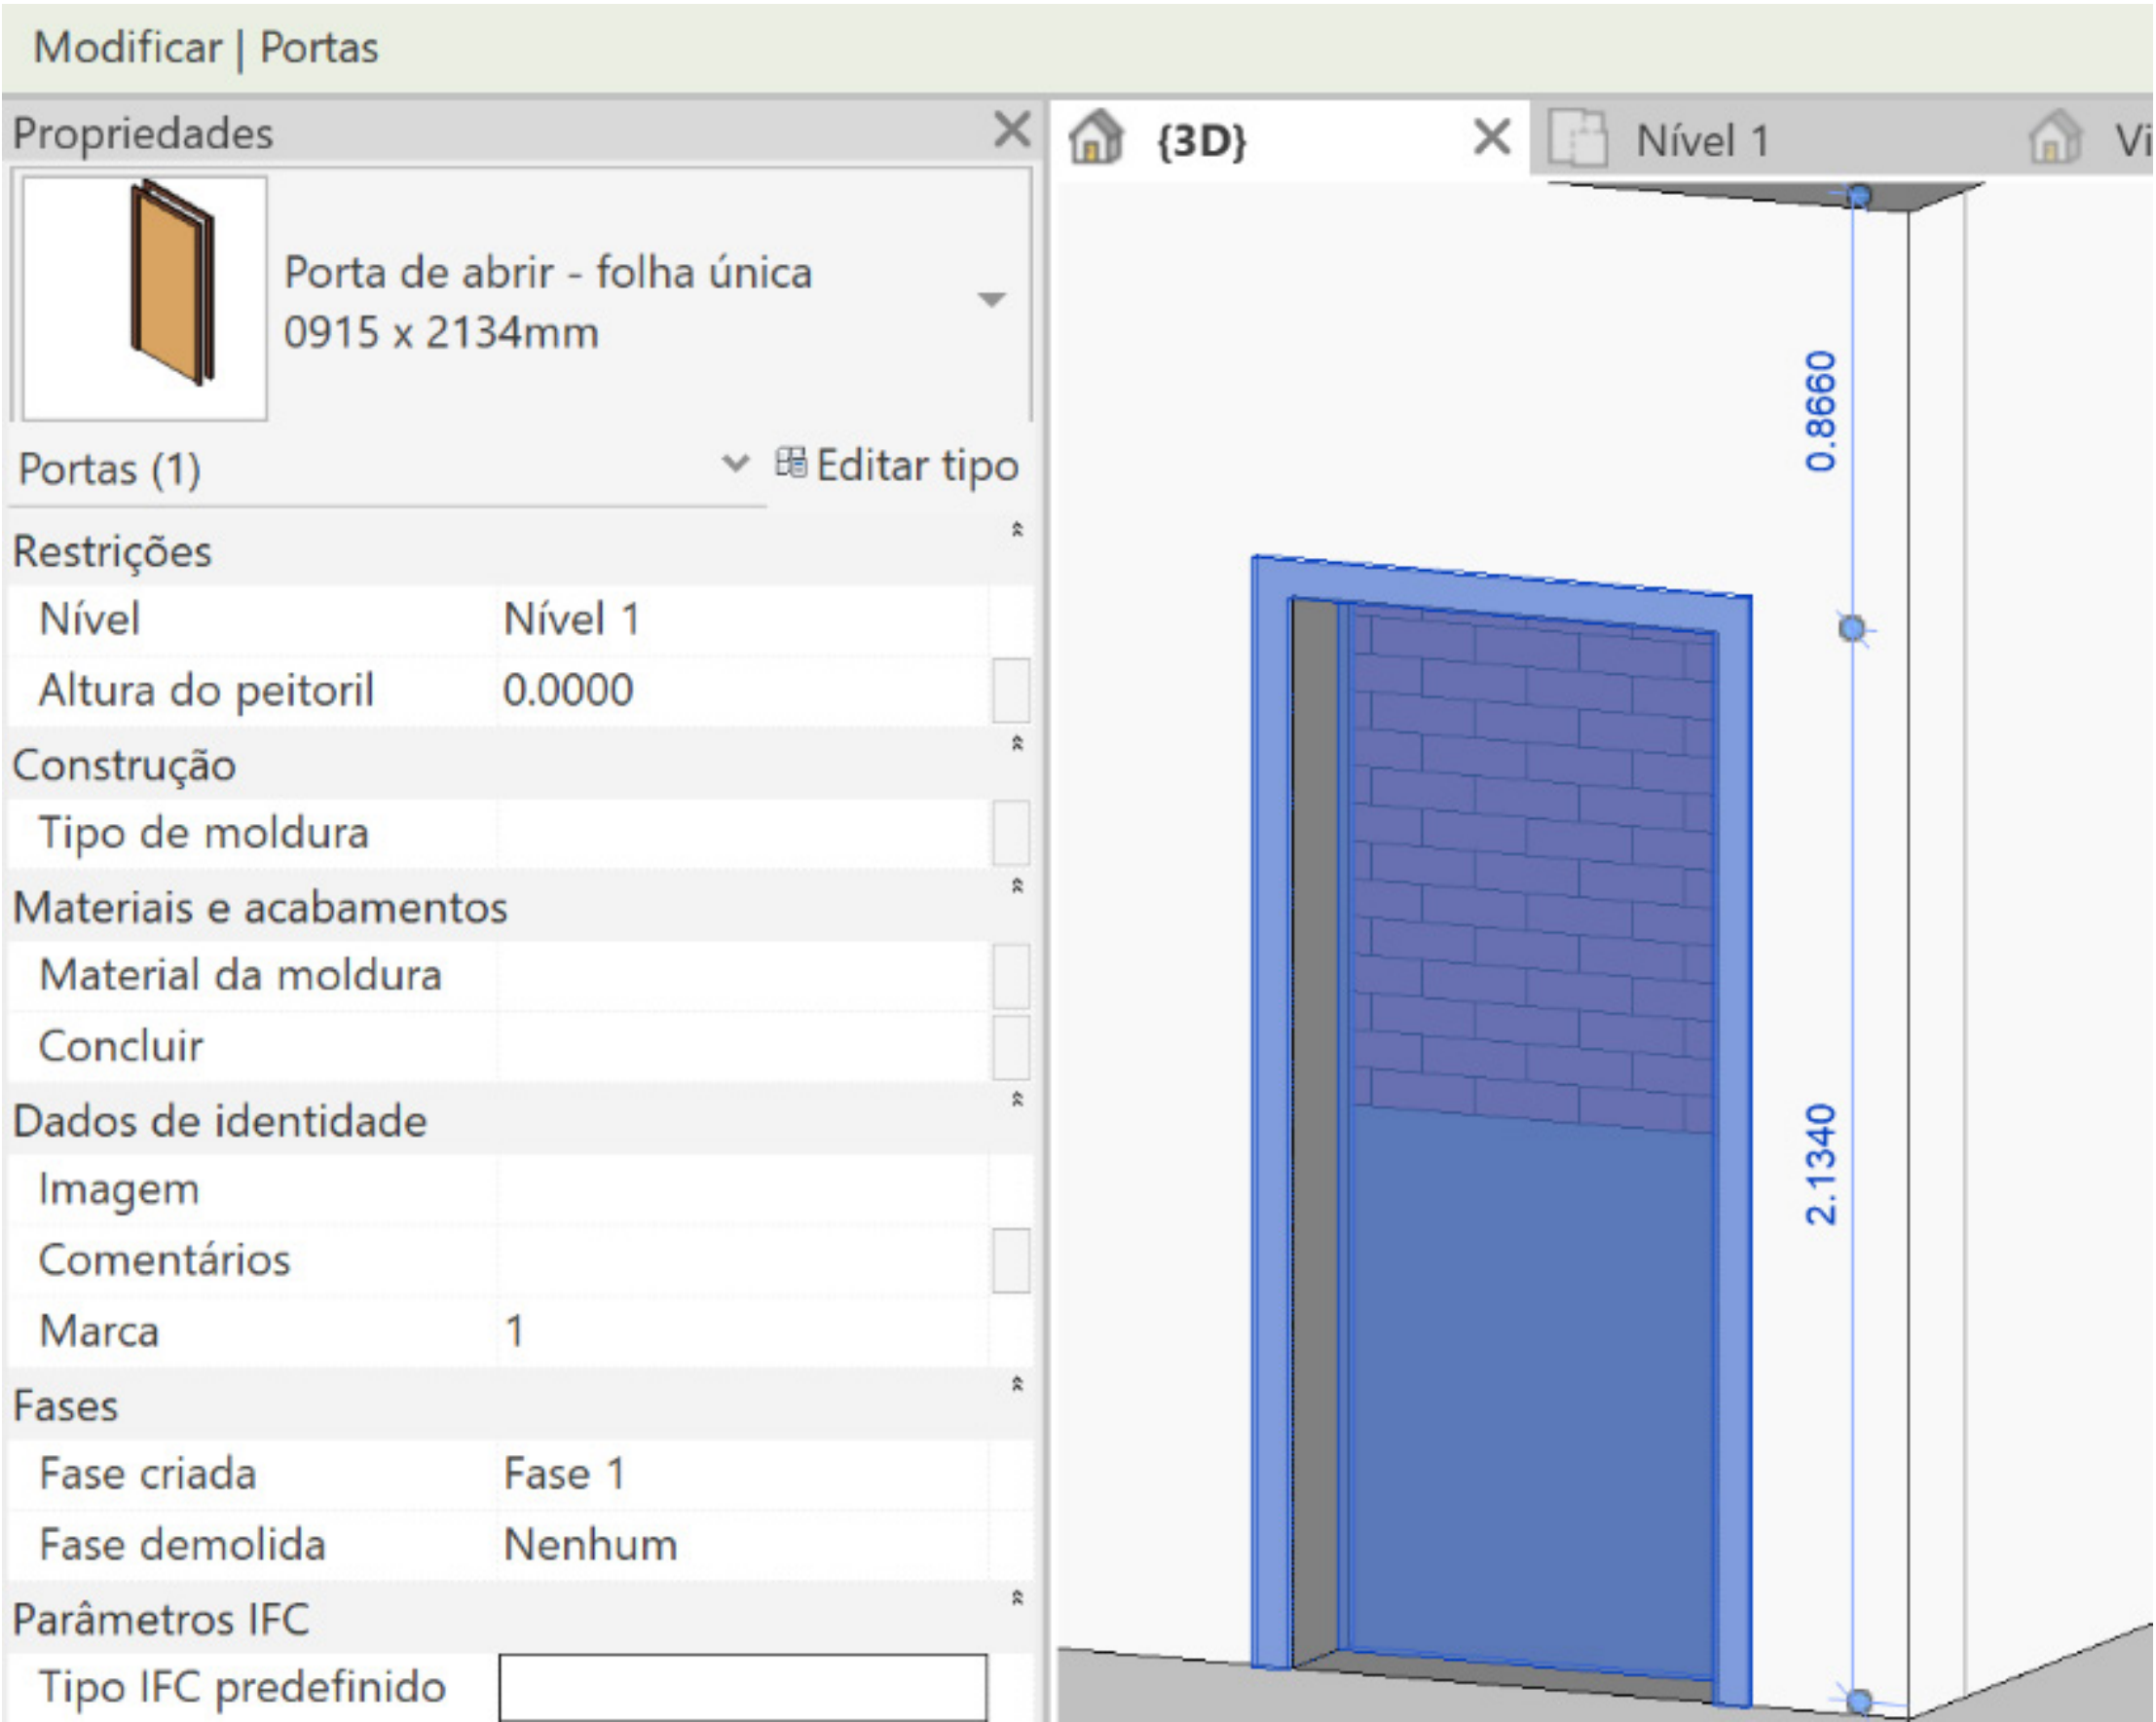 Modificar | Portas
Propriedades
{3D}
Nível 1
Vi
Porta de abrir - folha única
0915 x 2134mm
Portas (1)
Editar tipo
Restrições
Nível Nível 1
Altura do peitoril 0.0000
Construção
Tipo de moldura
Materiais e acabamentos
Material da moldura
Concluir
Dados de identidade
Imagem
Comentários
Marca 1
Fases
Fase criada Fase 1
Fase demolida Nenhum
Parâmetros IFC
Tipo IFC predefinido
0.8660
2.1340